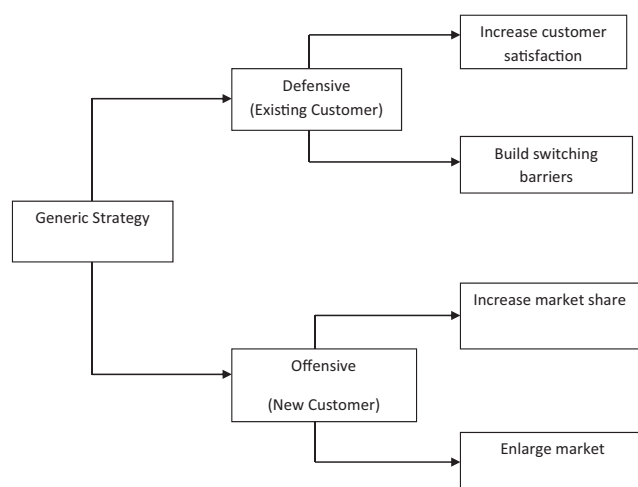 Increase customer
satisfaction
Defensive
(Existing Customer)
Build switching
barriers
Generic Strategy
Increase market share
Offensive
(New Customer)
Enlarge market